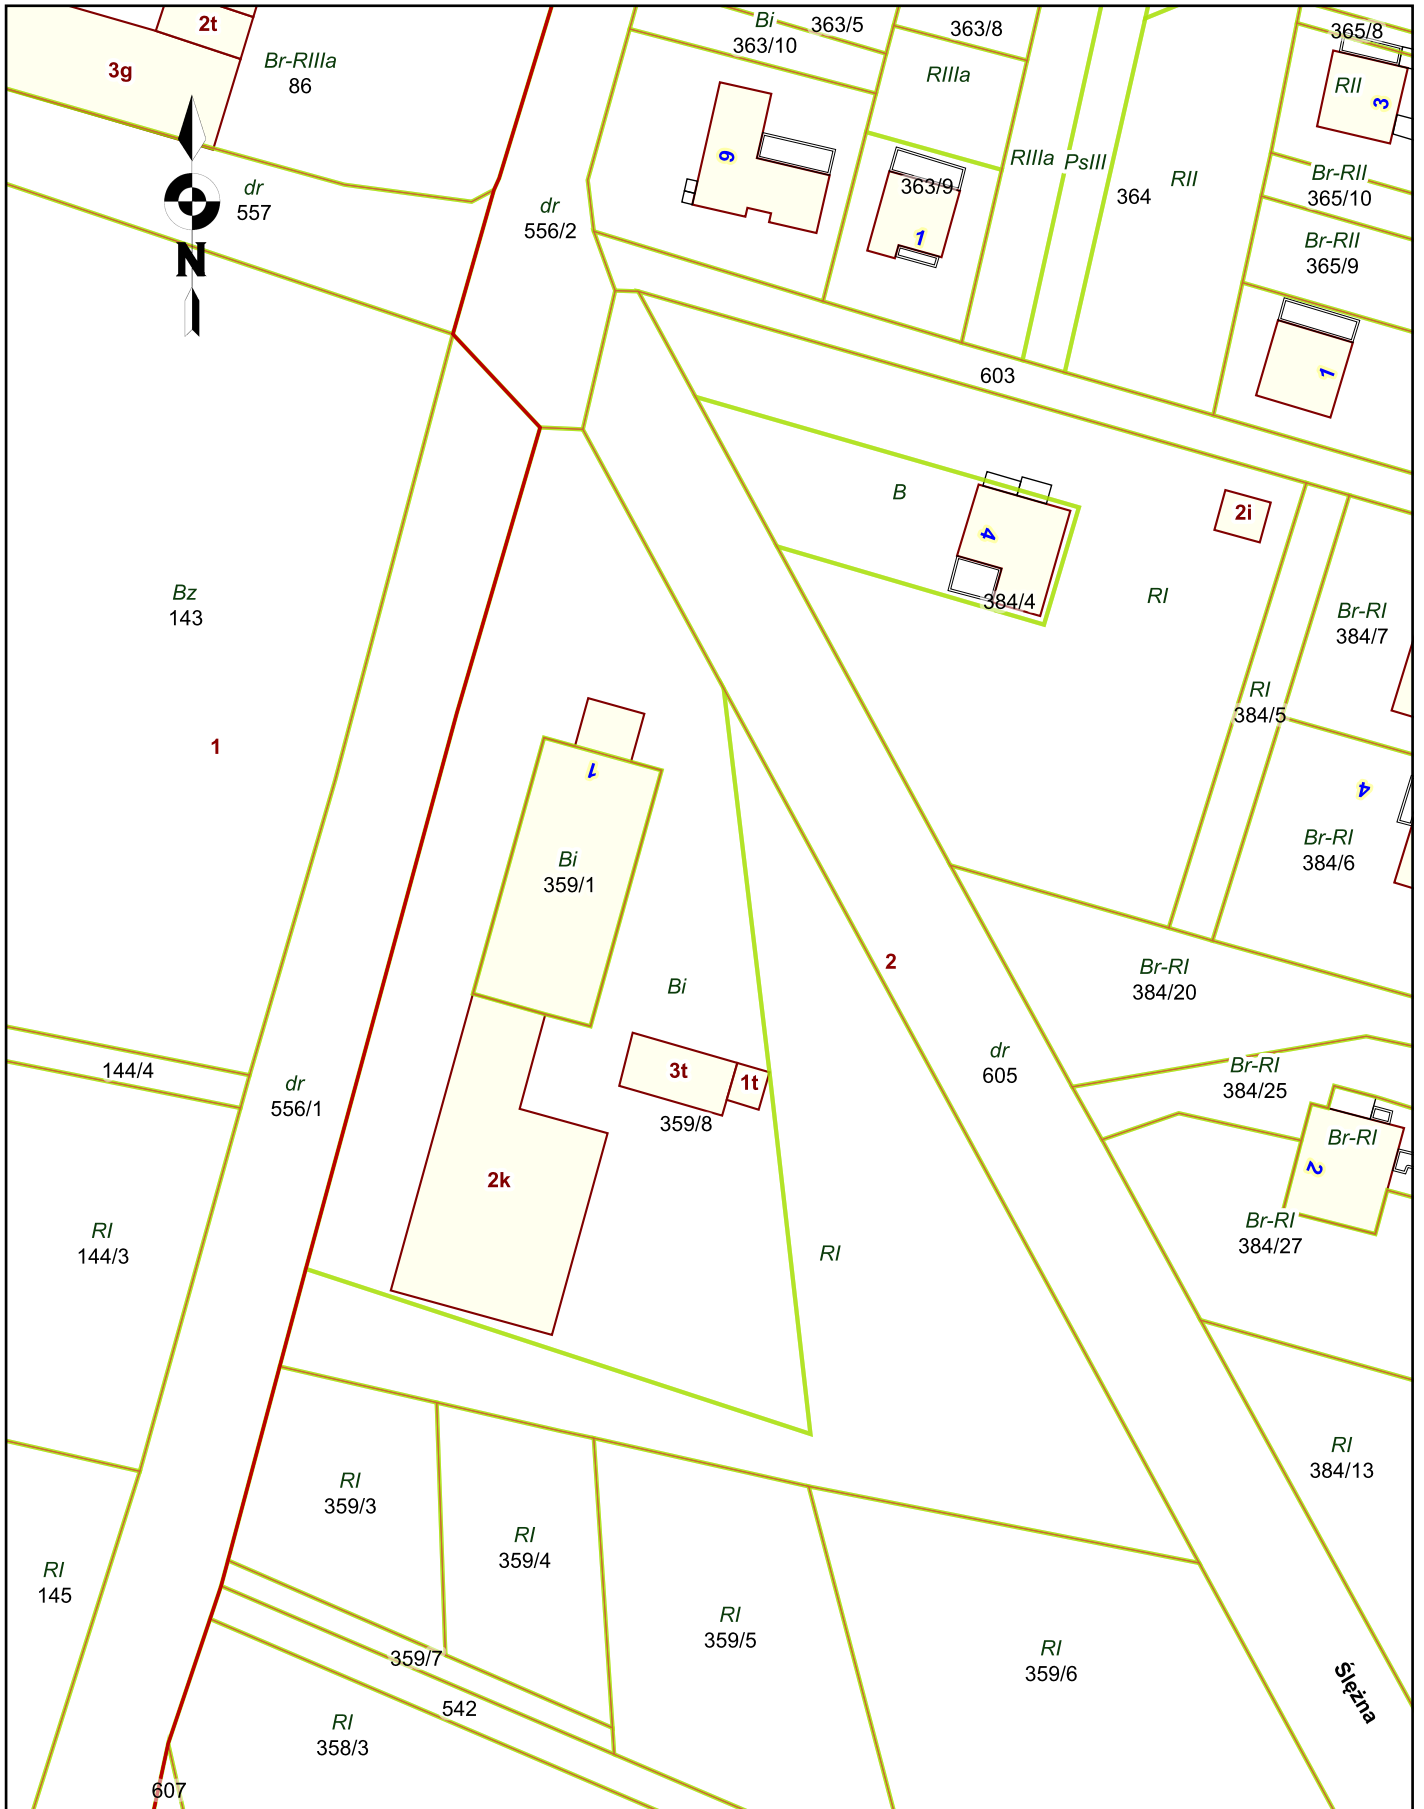 2t
3g
Br-RIIIa
86
dr
557
N
dr
556/2
Bi
363/5
363/10
363/8
RIIIa
6
363/9
1
RIIIa
PsIII
364
RII
365/8
RII
3
Br-RII
365/10
Br-RII
365/9
1
603
B
4
384/4
2i
RI
Br-RI
384/7
RI
384/5
4
Br-RI
384/6
Bz
143
1
1
Bi
359/1
Bi
2
Br-RI
384/20
dr
605
Br-RI
384/25
Br-RI
2
Br-RI
384/27
144/4
dr
556/1
3t
1t
359/8
2k
RI
144/3
RI
RI
384/13
RI
359/3
RI
359/4
RI
359/5
RI
359/6
RI
145
359/7
542
RI
358/3
607
Ślężna